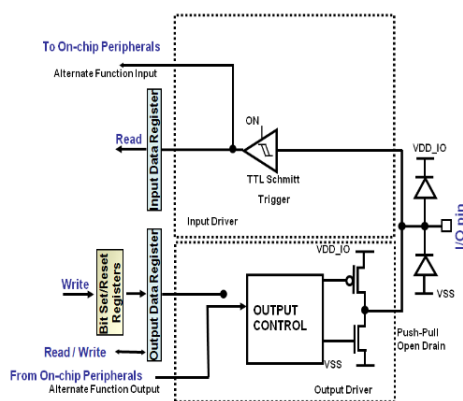 To On-chip Peripherals
Alternate Function Input
Read
Input Data Register
ON
TTL Schmitt
Trigger
Input Driver
VDD_IO
I/O pin
VSS
Write
Bit Set/Reset
Registers
Output Data Register
Read / Write
From On-chip Peripherals
Alternate Function Output
OUTPUT
CONTROL
VDD_IO
VSS
Push-Pull
Open Drain
Output Driver